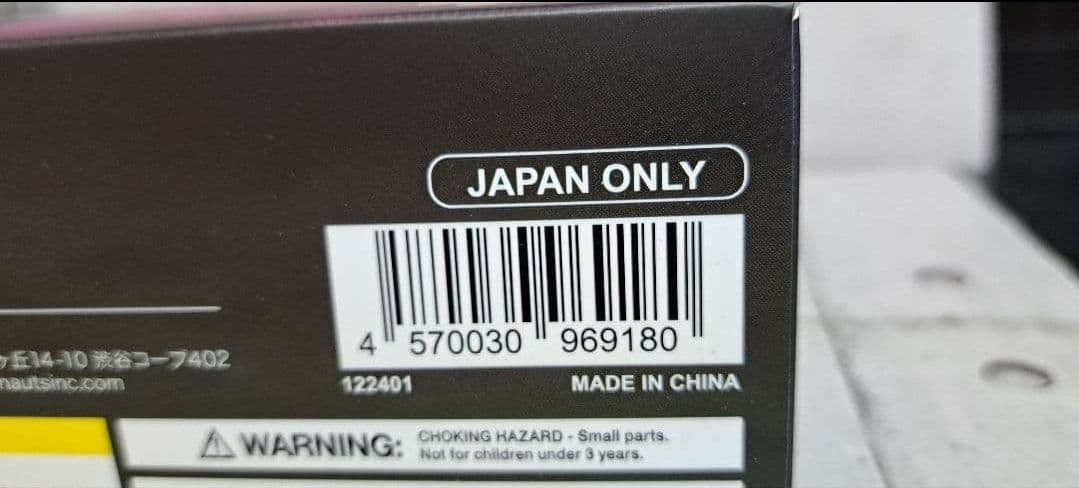 JAPAN ONLY
4 570030 969180
丘14-10 渋谷コープ402
nautsinc.com
122401
MADE IN CHINA
WARNING:
CHOKING HAZARD - Small parts.
Not for children under 3 years.